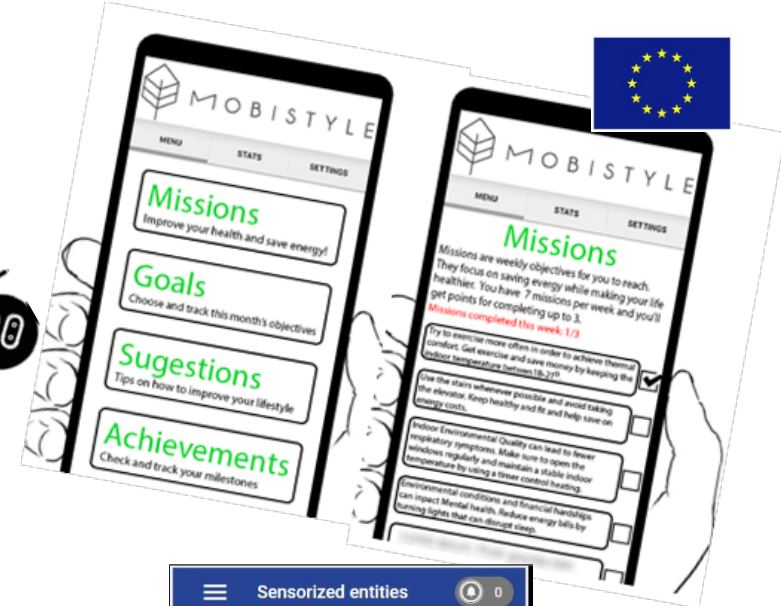 MOBISTYLE
MENU
STATS
SETTINGS
Missions
Improve your health and save energy!
Goals
Choose and track this month's objectives
Sugestions
Tips on how to improve your lifestyle
Achievements
Check and track your milestones
MOBISTYLE
MENU
STATS
SETTINGS
Missions
Missions are weekly objectives for you to reach.
They focus on saving energy while making your life
healthier. You have 7 missions per week and you'll
get points for completing up to 3.
Missions completed this week: 1/3
Try to exercise more often in order to achieve thermal
comfort. Get exercise and save money by keeping the
indoor temperature betwen18-21º
Use the stairs whenever possible and avoid taking
the elevator. Keep healthy and fit and help save on
energy costs.
Indoor Environmental Quality can lead to fewer
respiratory symptoms. Make sure to open the
windows regularly and maintain a stable indoor
temperature by using a timer control heating.
Environmental conditions and financial hardships
can inpact Mental health. Reduce energy bills by
turning lights that can disrupt sleep.
Sensorized entities
0